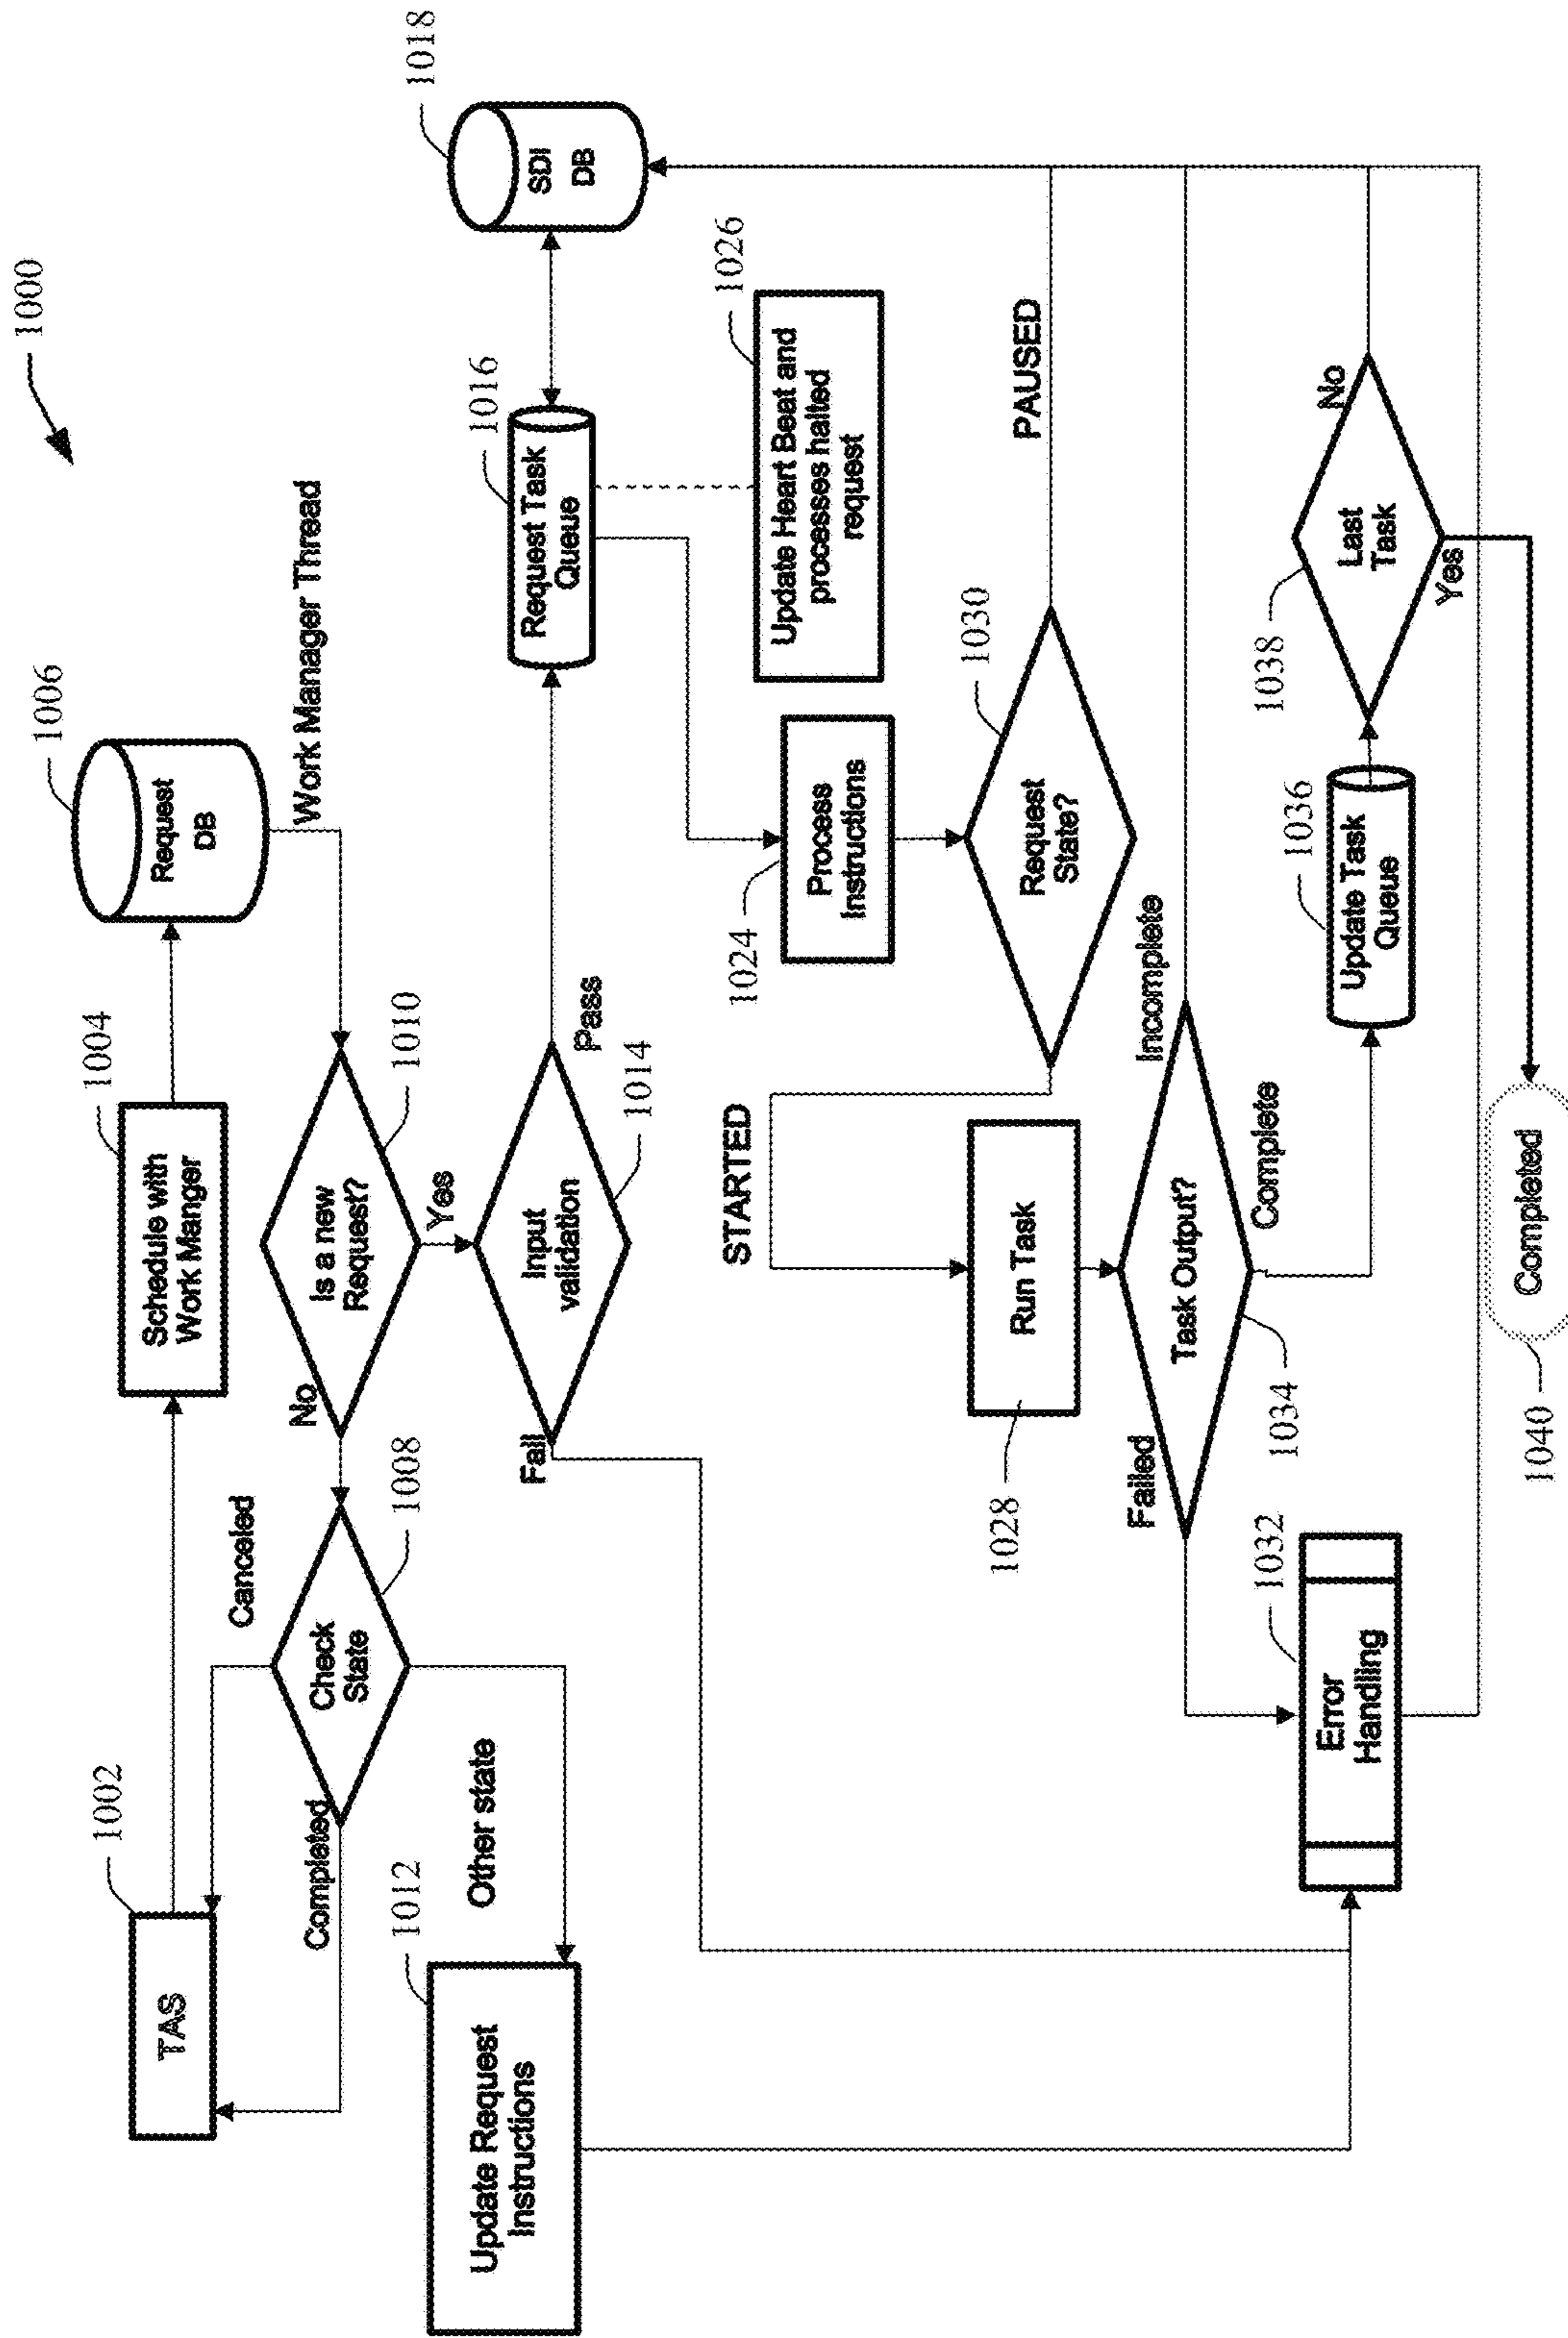 1000
1002
TAS
1004
Schedule with
Work Manger
1006
Request
DB
Work Manager Thread
Canceled
Completed
Check
State
1008
No
Is a new
Request?
1010
Yes
Other state
1012
Update Request
Instructions
Fail
Input
validation
Pass
1014
Request Task
Queue
1016
SDI
DB
1018
1024
Process
Instructions
Update Heart Beat and
processes halted
request
1026
STARTED
Request
State?
1030
PAUSED
1028
Run Task
Failed
Task Output?
1034
Incomplete
Complete
1032
Error
Handling
Update Task
Queue
1036
1038
Last
Task
No
Yes
1040
Completed